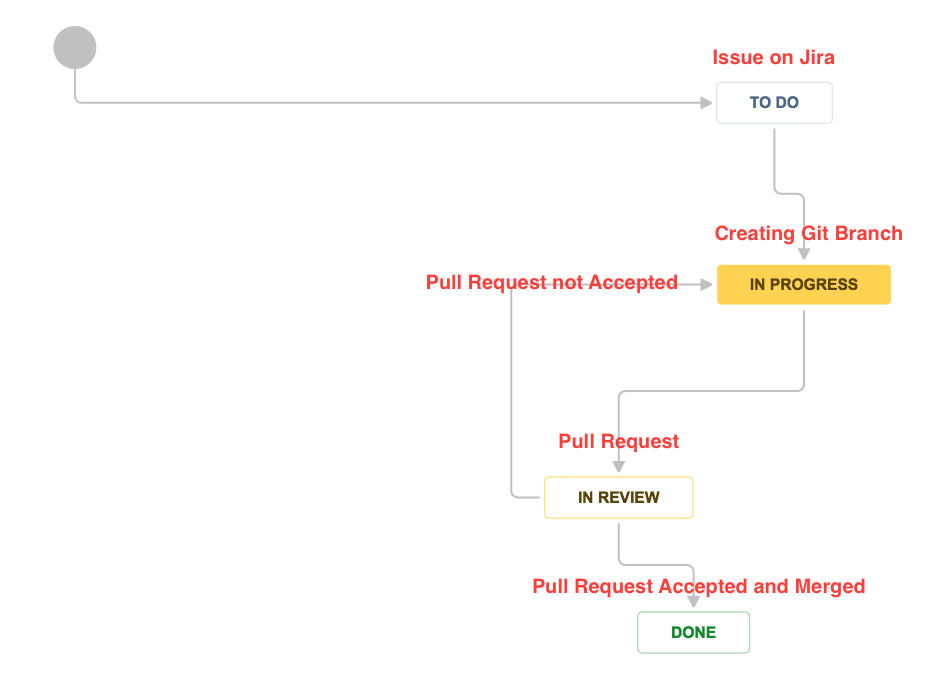 Issue on Jira
TO DO
Creating Git Branch
Pull Request not Accepted
IN PROGRESS
Pull Request
IN REVIEW
Pull Request Accepted and Merged
DONE